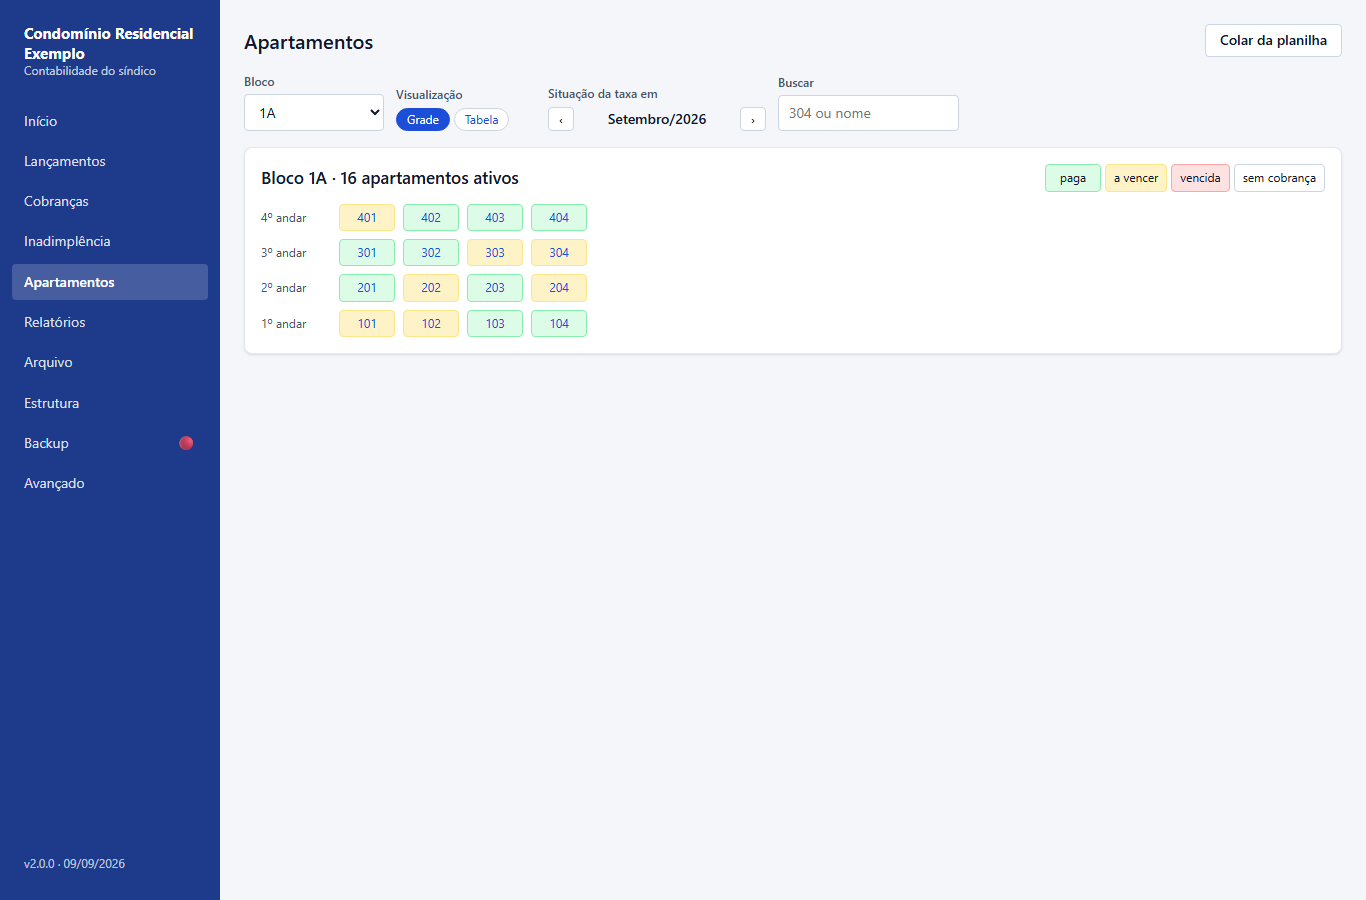 Condomínio Residencial
Exemplo
Contabilidade do síndico
Início
Lançamentos
Cobranças
Inadimplência
Apartamentos
Relatórios
Arquivo
Estrutura
Backup
Avançado
v2.0.0 · 09/09/2026
Apartamentos
Colar da planilha
Bloco
1A
Visualização
Grade Tabela
Situação da taxa em
‹ Setembro/2026 ›
Buscar
304 ou nome
Bloco 1A · 16 apartamentos ativos
paga a vencer vencida sem cobrança
4º andar 401 402 403 404
3º andar 301 302 303 304
2º andar 201 202 203 204
1º andar 101 102 103 104